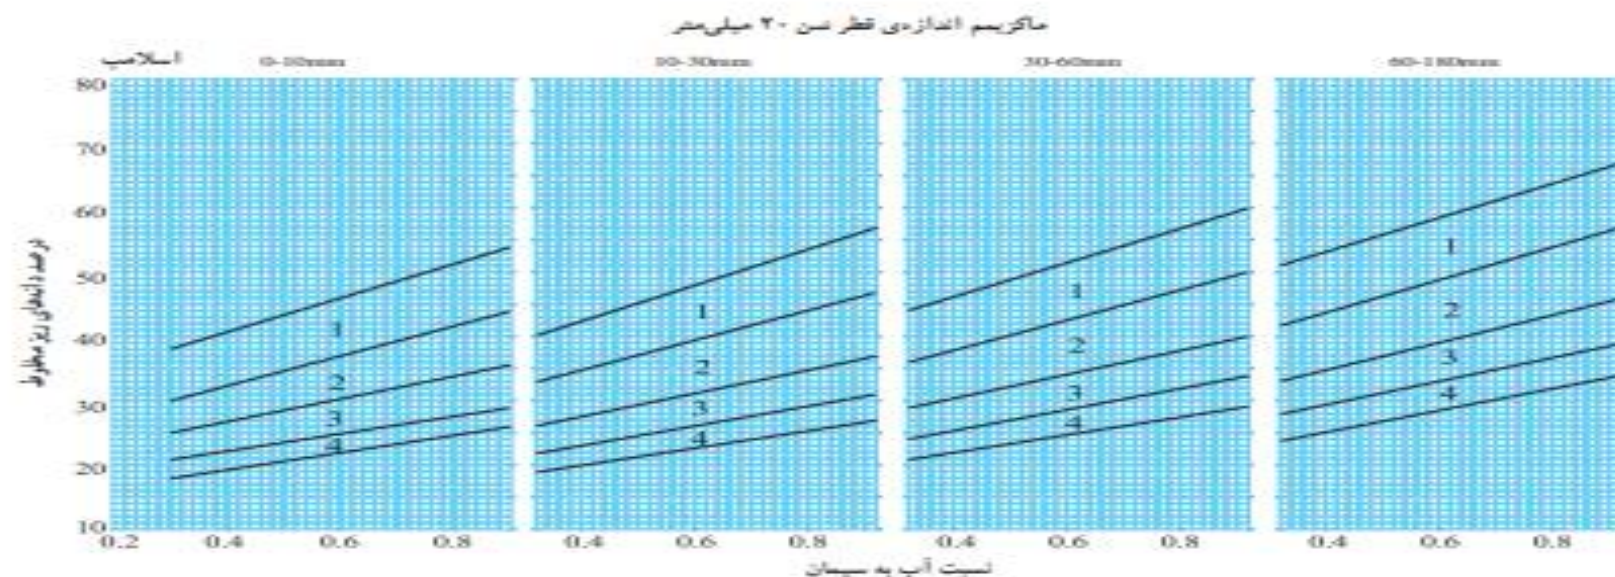 ماکزیمم اندازه‌ی قطر شن ۲۰ میلی‌متر
اسلامپ 0-10mm 10-30mm 30-60mm 60-180mm
80
70
60
50
40
30
20
10
درصد دانه‌های ریز مخلوط
1 2 3 4
1 2 3 4
1 2 3 4
1 2 3 4
0.2 0.4 0.6 0.8 0.4 0.6 0.8 0.4 0.6 0.8 0.4 0.6 0.8
نسبت آب به سیمان